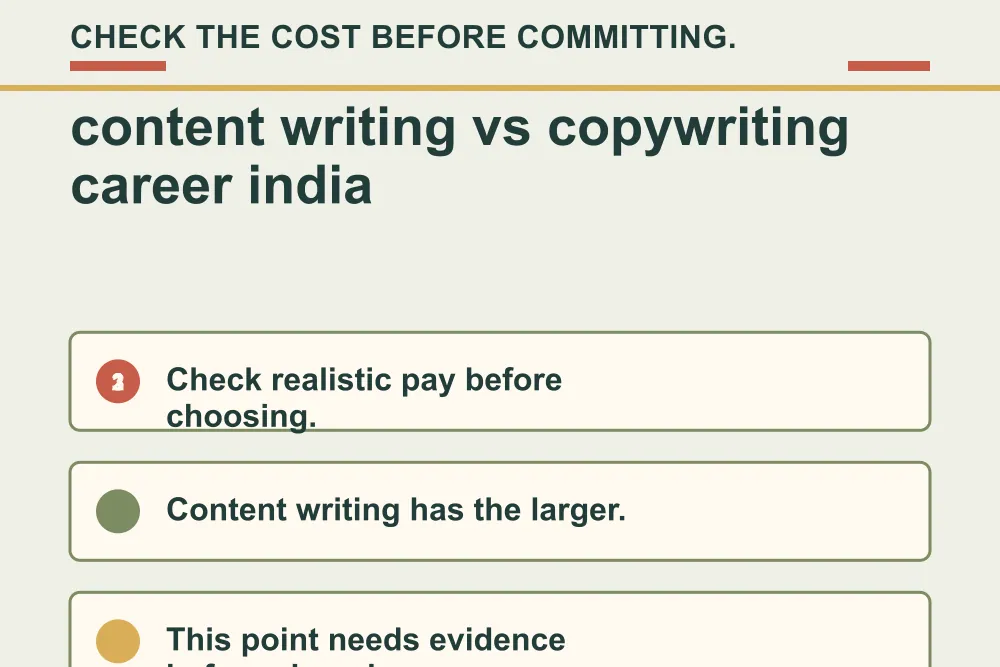 CHECK THE COST BEFORE COMMITTING.
content writing vs copywriting
career india
Check realistic pay before
choosing.
Content writing has the larger.
This point needs evidence